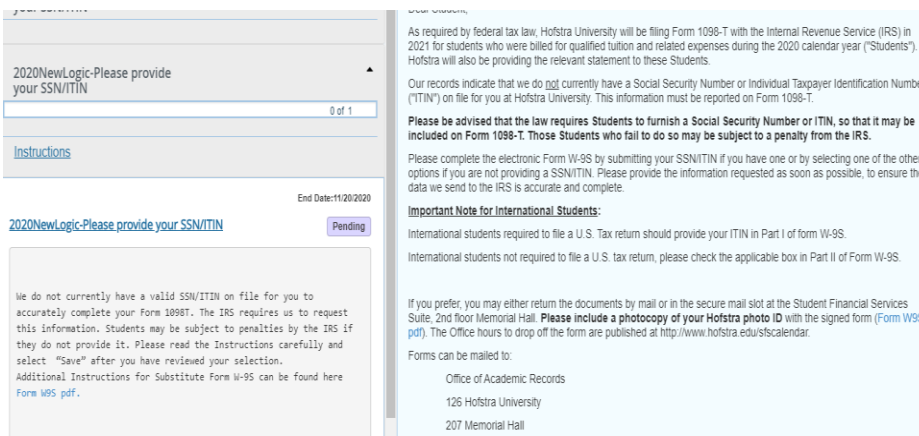 your SSN/ITIN
2020NewLogic-Please provide
your SSN/ITIN
0 of 1
Instructions
End Date:11/20/2020
2020NewLogic-Please provide your SSN/ITIN
Pending
We do not currently have a valid SSN/ITIN on file for you to
accurately complete your Form 1098T. The IRS requires us to request
this information. Students may be subject to penalties by the IRS if
they do not provide it. Please read the Instructions carefully and
select “Save” after you have reviewed your selection.
Additional Instructions for Substitute Form W-9S can be found here
Form W9S pdf.
Dear Student,
As required by federal tax law, Hofstra University will be filing Form 1098-T with the Internal Revenue Service (IRS) in
2021 for students who were billed for qualified tuition and related expenses during the 2020 calendar year ("Students").
Hofstra will also be providing the relevant statement to these Students.
Our records indicate that we do not currently have a Social Security Number or Individual Taxpayer Identification Numbe
("ITIN") on file for you at Hofstra University. This information must be reported on Form 1098-T.
Please be advised that the law requires Students to furnish a Social Security Number or ITIN, so that it may be
included on Form 1098-T. Those Students who fail to do so may be subject to a penalty from the IRS.
Please complete the electronic Form W-9S by submitting your SSN/ITIN if you have one or by selecting one of the other
options if you are not providing a SSN/ITIN. Please provide the information requested as soon as possible, to ensure the
data we send to the IRS is accurate and complete.
Important Note for International Students:
International students required to file a U.S. Tax return should provide your ITIN in Part I of form W-9S.
International students not required to file a U.S. tax return, please check the applicable box in Part II of Form W-9S.
If you prefer, you may either return the documents by mail or in the secure mail slot at the Student Financial Services
Suite, 2nd floor Memorial Hall. Please include a photocopy of your Hofstra photo ID with the signed form (Form W9S
pdf). The Office hours to drop off the form are published at http://www.hofstra.edu/sfscalendar.
Forms can be mailed to:
Office of Academic Records
126 Hofstra University
207 Memorial Hall